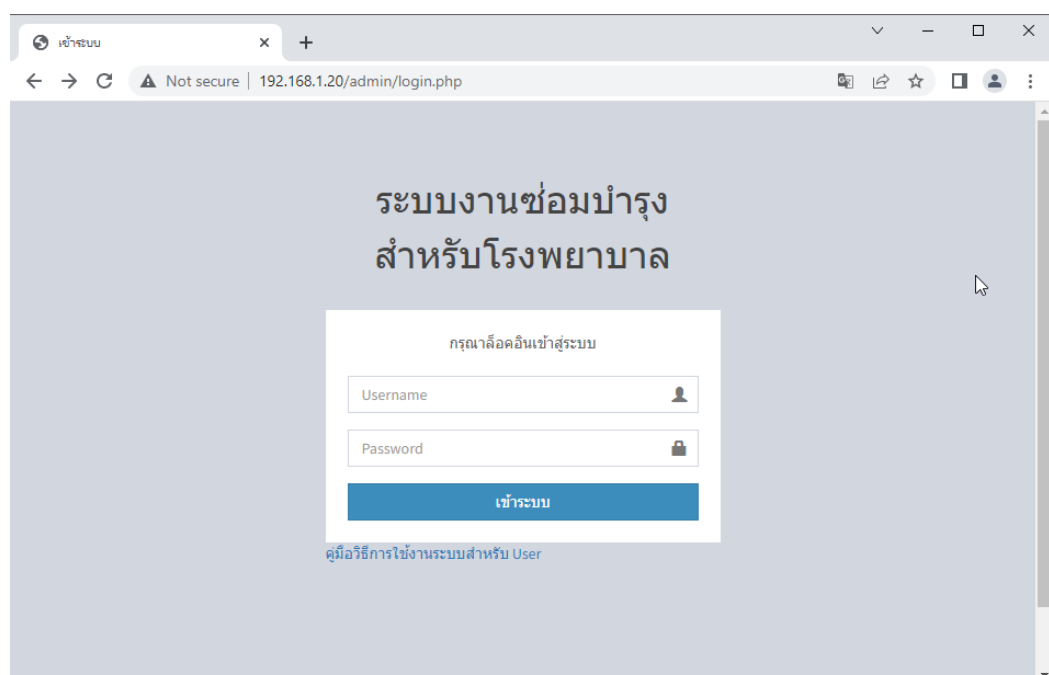 เข้าระบบ
Not secure
192.168.1.20/admin/login.php
ระบบงานซ่อมบำรุง
สำหรับโรงพยาบาล
กรุณาล็อคอินเข้าสู่ระบบ
Username
Password
เข้าระบบ
คู่มือวิธีการใช้งานระบบสำหรับ User